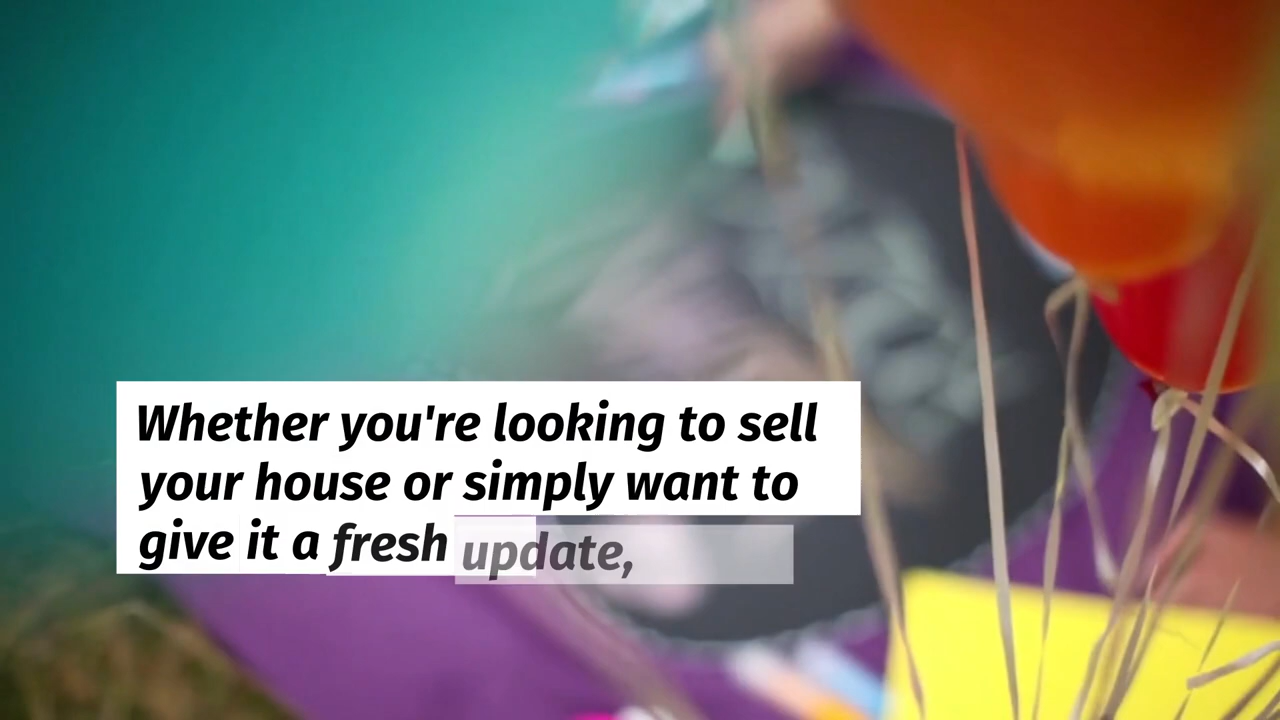 Whether you're looking to sell
your house or simply want to
give it a fresh update,